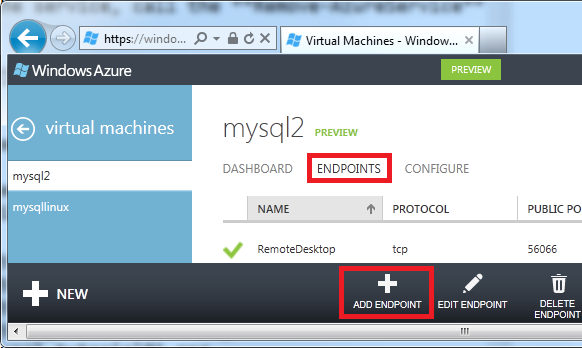 e service, call the **Remove-AzureService**
https://windo...
Virtual Machines - Window...
Windows Azure
PREVIEW
virtual machines
mysql2 PREVIEW
DASHBOARD ENDPOINTS CONFIGURE
mysql2
mysqllinux
NAME PROTOCOL PUBLIC PO
RemoteDesktop tcp 56066
NEW
ADD ENDPOINT
EDIT ENDPOINT
DELETE
ENDPOINT